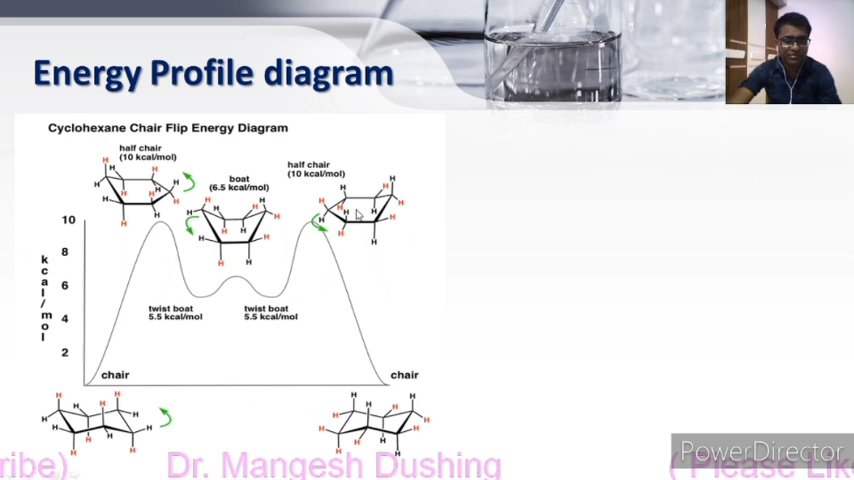 Energy Profile diagram
Cyclohexane Chair Flip Energy Diagram
half chair
(10 kcal/mol)
boat
(6.5 kcal/mol)
half chair
(10 kcal/mol)
10
8
6
4
2
kcal/mol
twist boat
5.5 kcal/mol
twist boat
5.5 kcal/mol
chair
chair
H H H H H H H H H H H H
H H H H H H H H H H H H
H H H H H H H H H H H H
H H H H H H H H H H H H
H H H H H H H H H H H H
PowerDirector
ribe) Dr. Mangesh Dushing ( Please Like